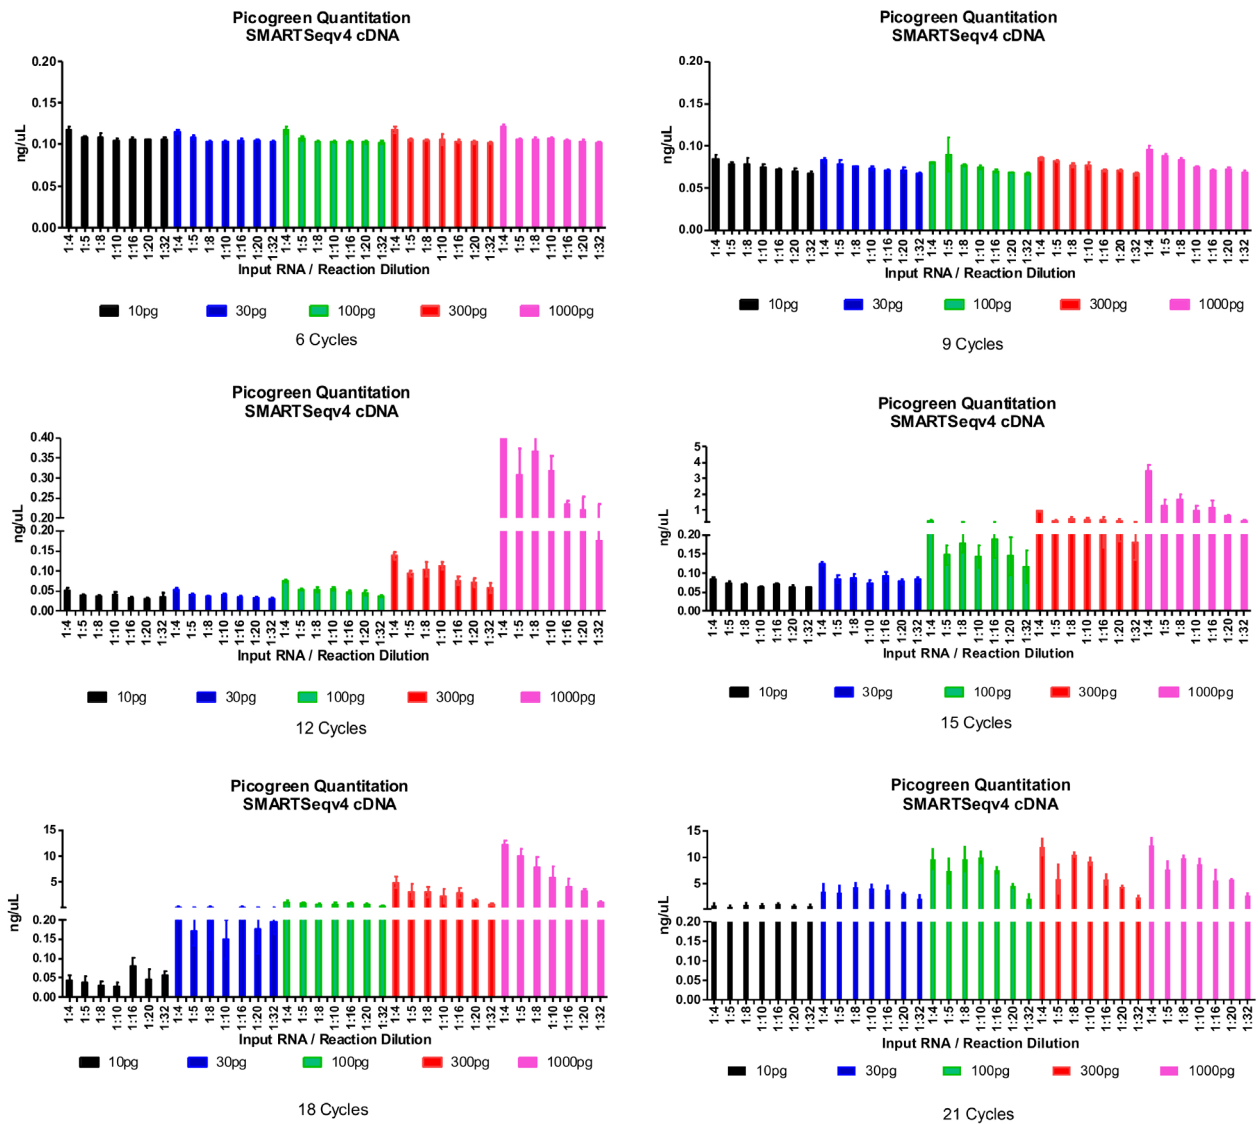 Picogreen Quantitation
SMARTSeqv4 cDNA
ng/uL
0.20
0.15
0.10
0.05
0.00
1:4 1:5 1:8 1:10 1:16 1:20 1:32 1:4 1:5 1:8 1:10 1:16 1:20 1:32 1:4 1:5 1:8 1:10 1:16 1:20 1:32 1:4 1:5 1:8 1:10 1:16 1:20 1:32 1:4 1:5 1:8 1:10 1:16 1:20 1:32
Input RNA / Reaction Dilution
10pg 30pg 100pg 300pg 1000pg
6 Cycles
Picogreen Quantitation
SMARTSeqv4 cDNA
ng/uL
0.20
0.15
0.10
0.05
0.00
1:4 1:5 1:8 1:10 1:16 1:20 1:32 1:4 1:5 1:8 1:10 1:16 1:20 1:32 1:4 1:5 1:8 1:10 1:16 1:20 1:32 1:4 1:5 1:8 1:10 1:16 1:20 1:32 1:4 1:5 1:8 1:10 1:16 1:20 1:32
Input RNA / Reaction Dilution
10pg 30pg 100pg 300pg 1000pg
9 Cycles
Picogreen Quantitation
SMARTSeqv4 cDNA
ng/uL
0.40
0.35
0.30
0.25
0.20
0.20
0.15
0.10
0.05
0.00
1:4 1:5 1:8 1:10 1:16 1:20 1:32 1:4 1:5 1:8 1:10 1:16 1:20 1:32 1:4 1:5 1:8 1:10 1:16 1:20 1:32 1:4 1:5 1:8 1:10 1:16 1:20 1:32 1:4 1:5 1:8 1:10 1:16 1:20 1:32
Input RNA / Reaction Dilution
10pg 30pg 100pg 300pg 1000pg
12 Cycles
Picogreen Quantitation
SMARTSeqv4 cDNA
ng/uL
5
4
3
2
1
0.20
0.15
0.10
0.05
0.00
1:4 1:5 1:8 1:10 1:16 1:20 1:32 1:4 1:5 1:8 1:10 1:16 1:20 1:32 1:4 1:5 1:8 1:10 1:16 1:20 1:32 1:4 1:5 1:8 1:10 1:16 1:20 1:32 1:4 1:5 1:8 1:10 1:16 1:20 1:32
Input RNA / Reaction Dilution
10pg 30pg 100pg 300pg 1000pg
15 Cycles
Picogreen Quantitation
SMARTSeqv4 cDNA
ng/uL
15
10
5
0.20
0.15
0.10
0.05
0.00
1:4 1:5 1:8 1:10 1:16 1:20 1:32 1:4 1:5 1:8 1:10 1:16 1:20 1:32 1:4 1:5 1:8 1:10 1:16 1:20 1:32 1:4 1:5 1:8 1:10 1:16 1:20 1:32 1:4 1:5 1:8 1:10 1:16 1:20 1:32
Input RNA / Reaction Dilution
10pg 30pg 100pg 300pg 1000pg
18 Cycles
Picogreen Quantitation
SMARTSeqv4 cDNA
ng/uL
15
10
5
0.20
0.15
0.10
0.05
0.00
1:4 1:5 1:8 1:10 1:16 1:20 1:32 1:4 1:5 1:8 1:10 1:16 1:20 1:32 1:4 1:5 1:8 1:10 1:16 1:20 1:32 1:4 1:5 1:8 1:10 1:16 1:20 1:32 1:4 1:5 1:8 1:10 1:16 1:20 1:32
Input RNA / Reaction Dilution
10pg 30pg 100pg 300pg 1000pg
21 Cycles